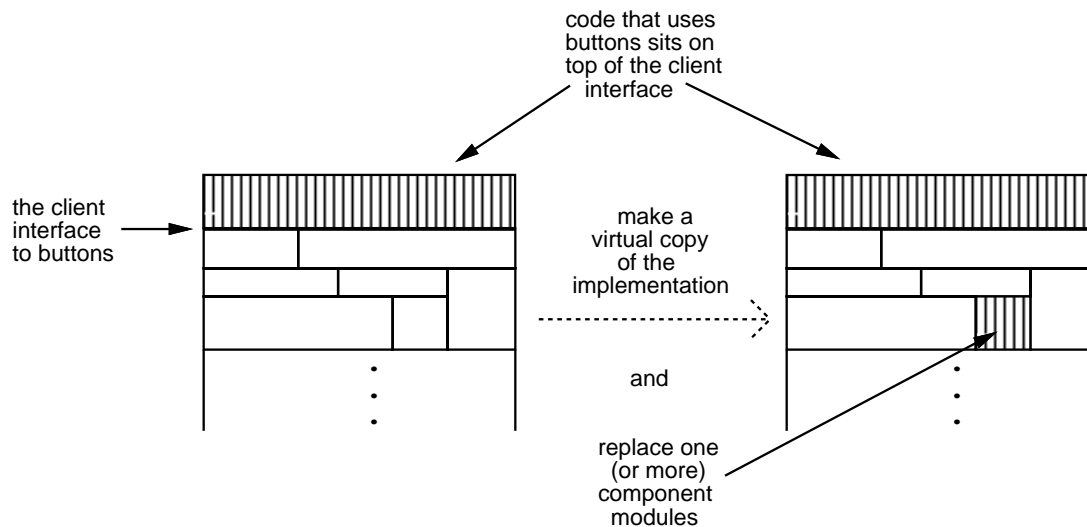 code that uses
buttons sits on
top of the client
interface
the client
interface
to buttons
make a
virtual copy
of the
implementation
and
replace one
(or more)
component
modules